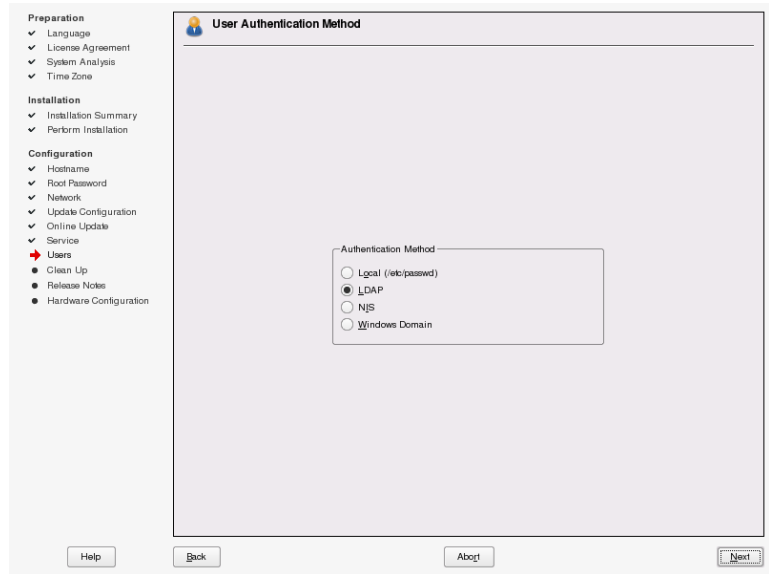 Preparation
Language
License Agreement
System Analysis
Time Zone
Installation
Installation Summary
Perform Installation
Configuration
Hostname
Root Password
Network
Update Configuration
Online Update
Service
Users
Clean Up
Release Notes
Hardware Configuration
User Authentication Method
Authentication Method
Local (/etc/passwd)
LDAP
NIS
Windows Domain
Help
Back
Abort
Next